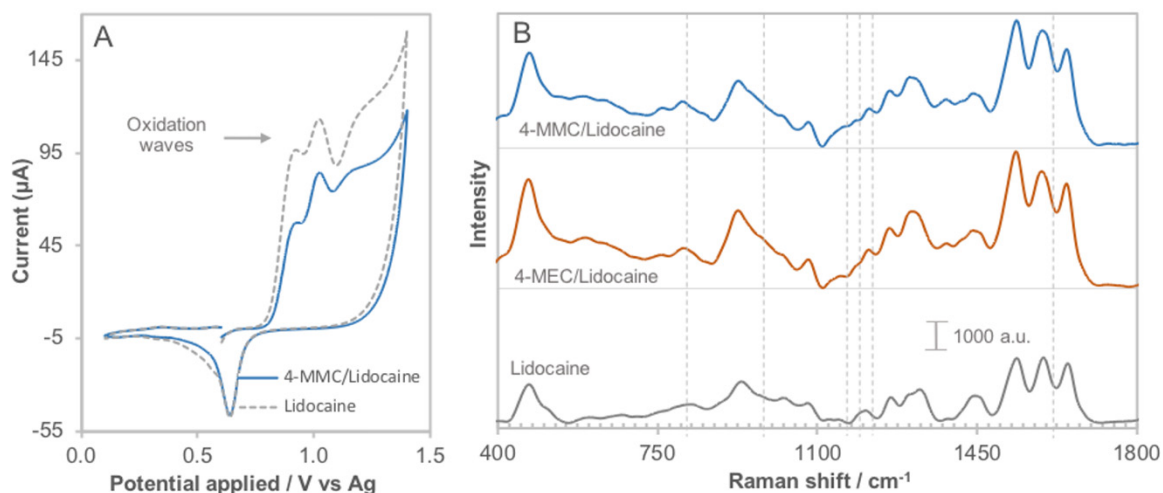 A
145
95
45
-5
-55
Current (µA)
Oxidation
waves
4-MMC/Lidocaine
Lidocaine
0.0
0.5
1.0
1.5
Potential applied / V vs Ag
B
Intensity
4-MMC/Lidocaine
4-MEC/Lidocaine
1000 a.u.
Lidocaine
400
750
1100
1450
1800
Raman shift / cm-1